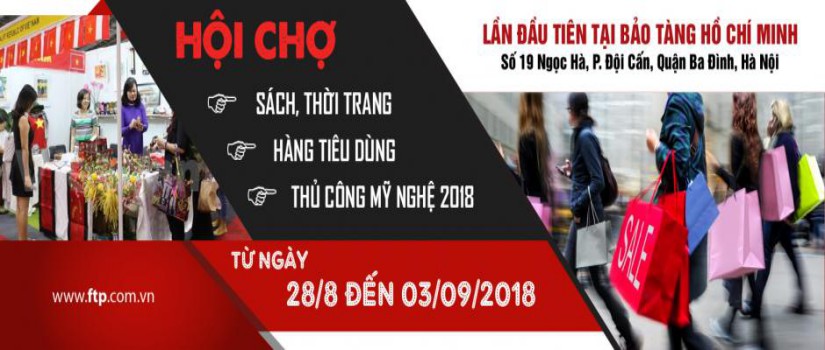 HỘI CHỢ
SÁCH, THỜI TRANG
HÀNG TIÊU DÙNG
THỦ CÔNG MỸ NGHỆ 2018
LẦN ĐẦU TIÊN TẠI BẢO TÀNG HỒ CHÍ MINH
Số 19 Ngọc Hà, P. Đội Cấn, Quận Ba Đình, Hà Nội
SALE
TỪ NGÀY
28/8 ĐẾN 03/09/2018
www.ftp.com.vn